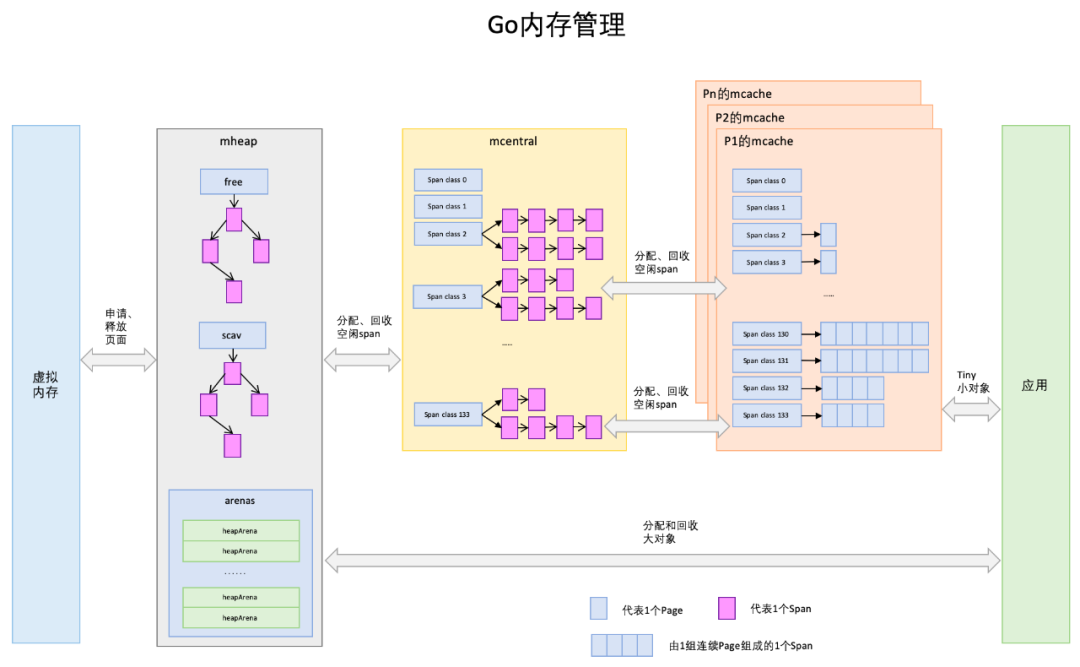 Go内存管理
虚拟
内存
申请、
释放
页面
mheap
free
scav
arenas
heapArena
heapArena
......
heapArena
heapArena
分配、回收
空闲span
mcentral
Span class 0
Span class 1
Span class 2
Span class 3
......
Span class 133
分配、回收
空闲span
分配、回收
空闲span
Pn的mcache
P2的mcache
P1的mcache
Span class 0
Span class 1
Span class 2
Span class 3
......
Span class 130
Span class 131
Span class 132
Span class 133
Tiny
小对象
应用
分配和回收
大对象
代表1个Page
代表1个Span
由1组连续Page组成的1个Span